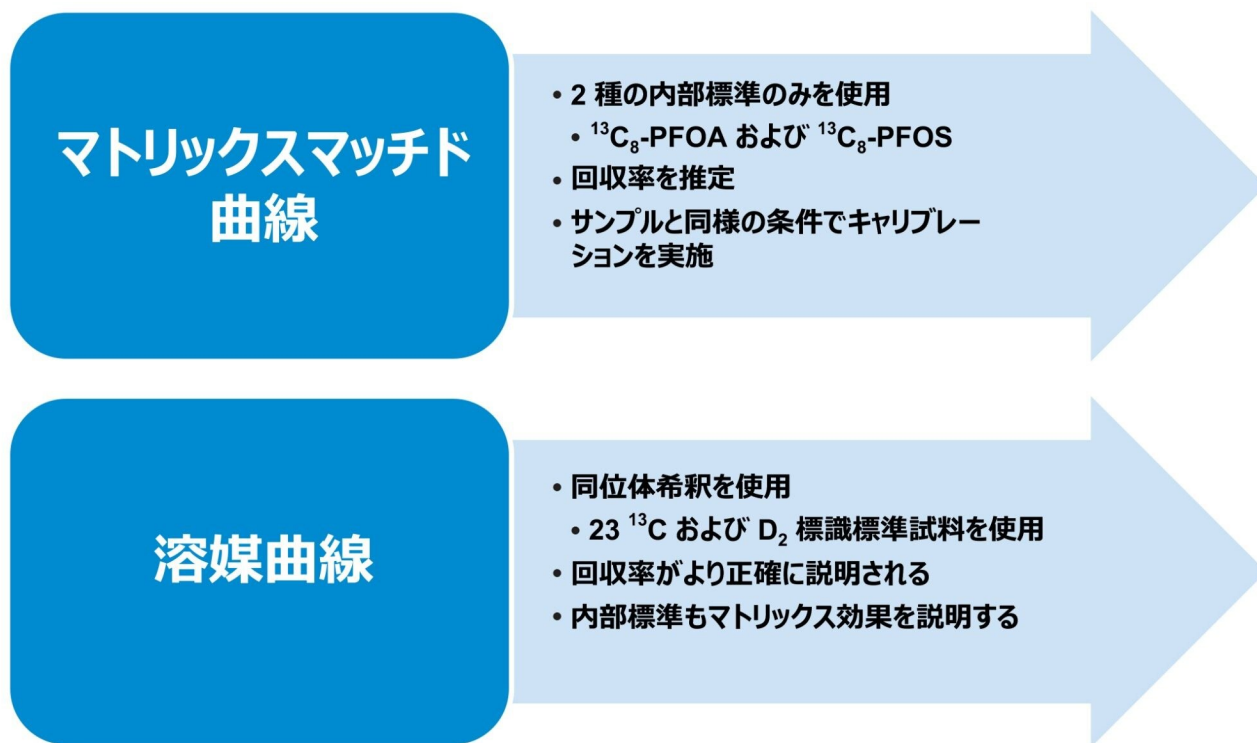 マトリックスマッチド
曲線
• 2 種の内部標準のみを使用
• ¹³C₈-PFOA および ¹³C₈-PFOS
• 回収率を推定
• サンプルと同様の条件でキャリブレー
ションを実施
溶媒曲線
• 同位体希釈を使用
• 23 ¹³C および D₂ 標識標準試料を使用
• 回収率がより正確に説明される
• 内部標準もマトリックス効果を説明する